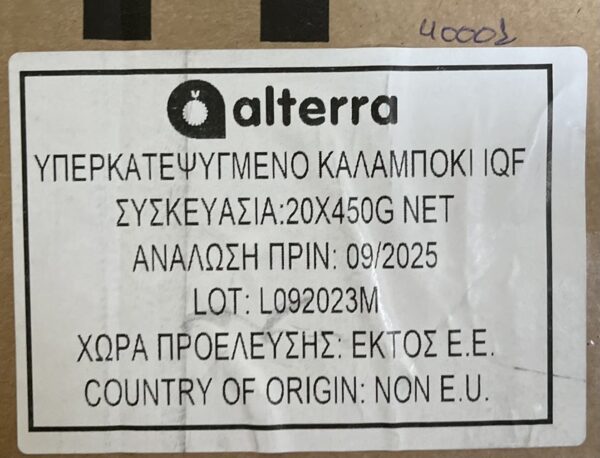 40002
alterra
ΥΠΕΡΚΑΤΕΨΥΓΜΕΝΟ ΚΑΛΑΜΠΟΚΙ IQF
ΣΥΣΚΕΥΑΣΙΑ:20X450G NET
ΑΝΑΛΩΣΗ ΠΡΙΝ: 09/2025
LOT: L092023M
ΧΩΡΑ ΠΡΟΕΛΕΥΣΗΣ: ΕΚΤΟΣ Ε.Ε.
COUNTRY OF ORIGIN: NON E.U.